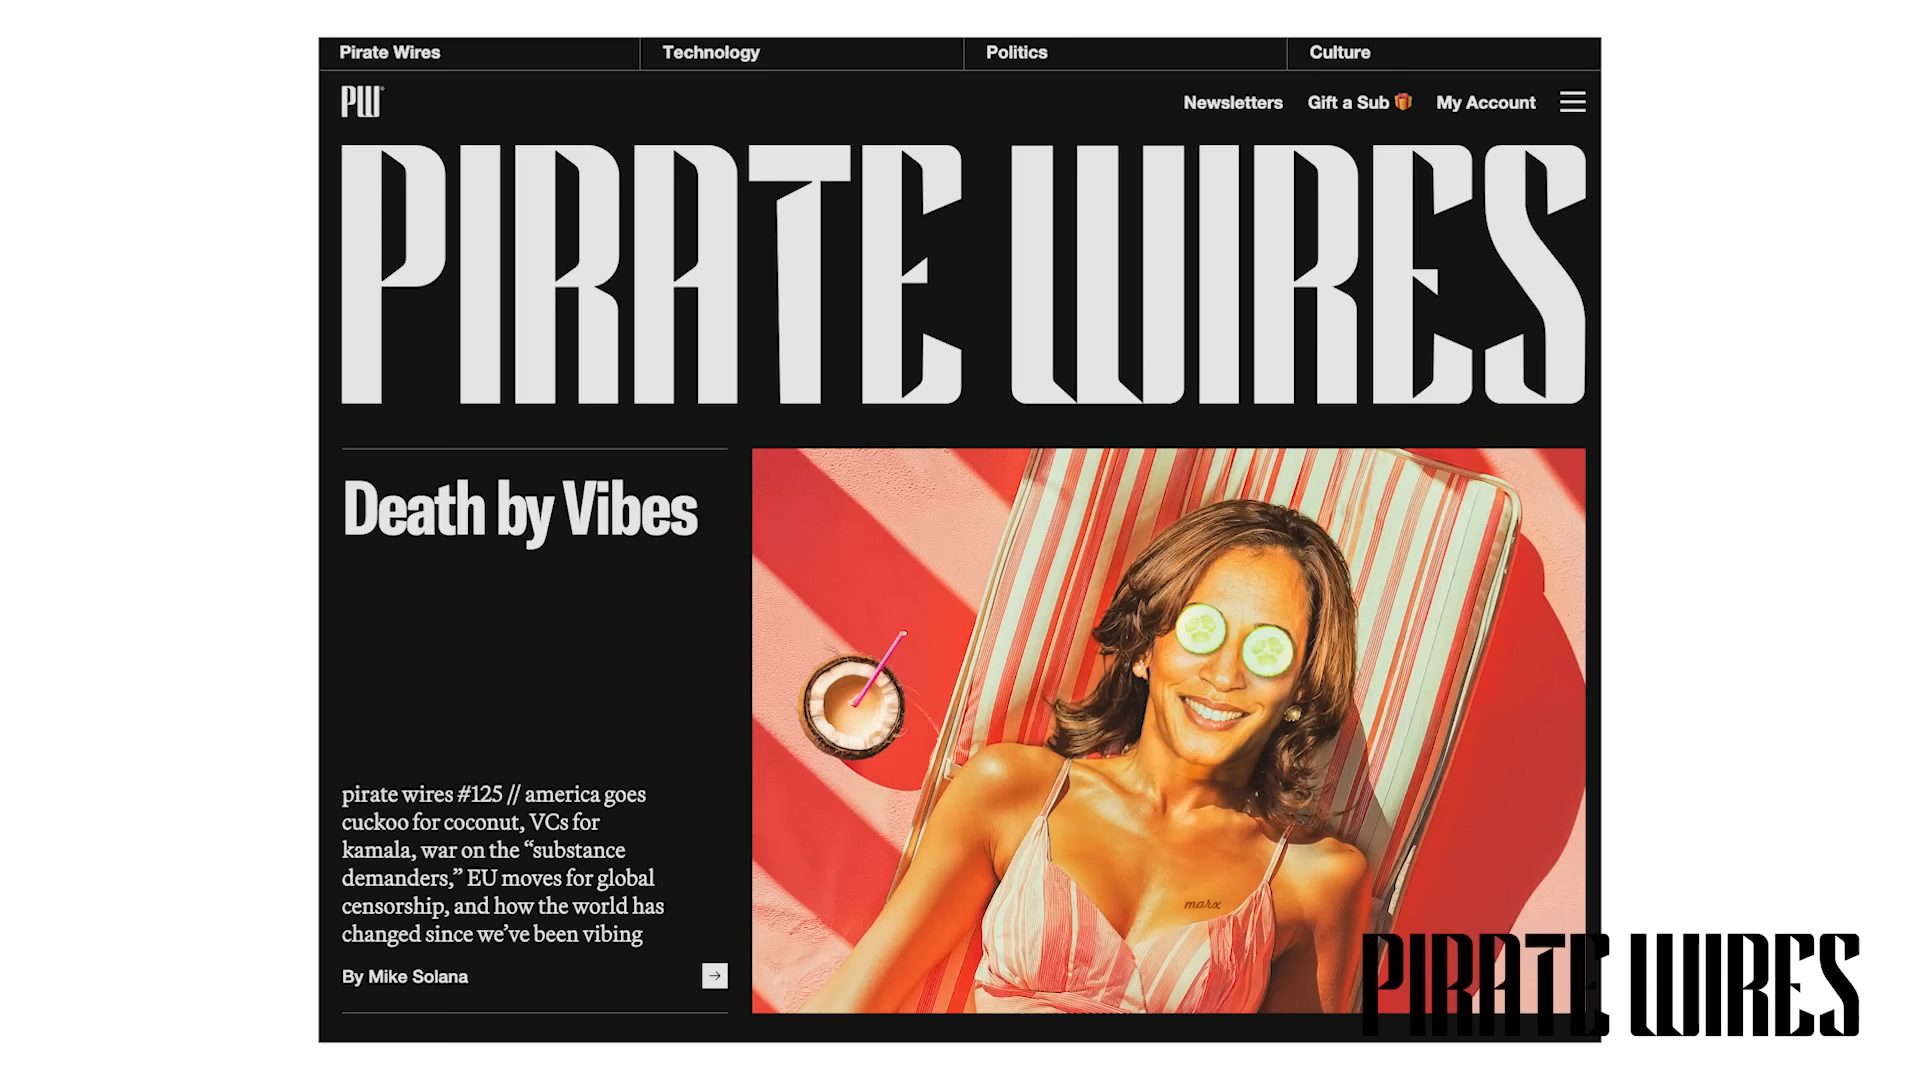 Pirate Wires
Technology
Politics
Culture
PW
Newsletters
Gift a Sub 🎁
My Account
PIRATE WIRES
Death by Vibes
pirate wires #125 // america goes
cuckoo for coconut, VCs for
kamala, war on the “substance
demanders,” EU moves for global
censorship, and how the world has
changed since we’ve been vibing
By Mike Solana
marx
PIRATE WIRES